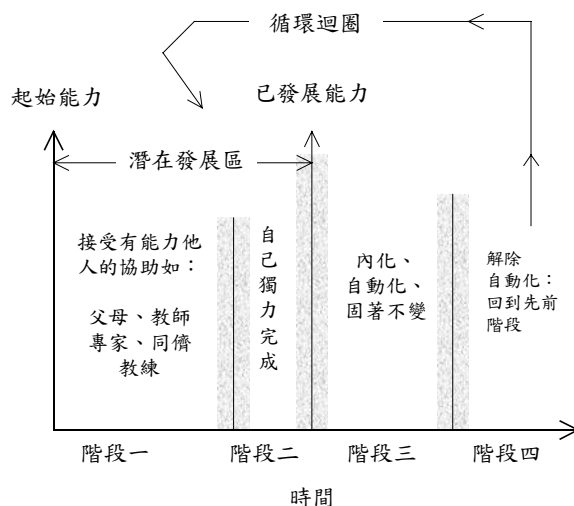 循環迴圈
起始能力
已發展能力
潛在發展區
接受有能力他
人的協助如：
父母、教師
專家、同儕
教練
自己獨力完成
內化、
自動化、
固著不變
解除
自動化：
回到先前
階段
階段一
階段二
階段三
階段四
時間